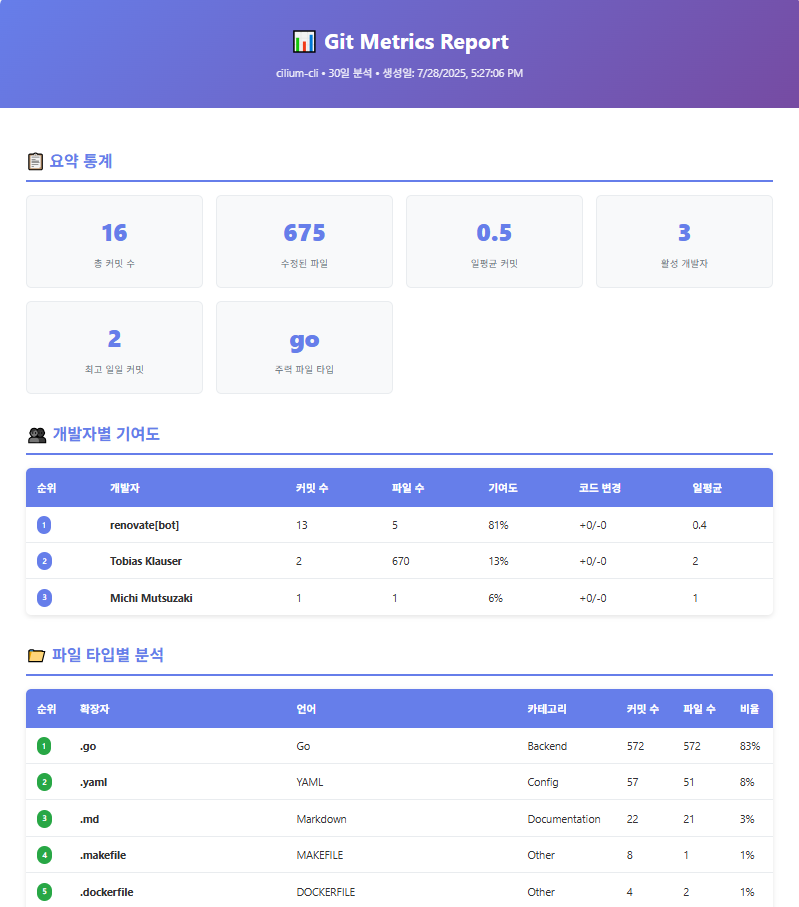 📊 Git Metrics Report
cilium-cli • 30일 분석 • 생성일: 7/28/2025, 5:27:06 PM
📋 요약 통계
16 675 0.5 3
총 커밋 수 수정된 파일 일평균 커밋 활성 개발자
2 go
최고 일일 커밋 주력 파일 타입
👥 개발자별 기여도
순위 개발자 커밋 수 파일 수 기여도 코드 변경 일평균
1 renovate[bot] 13 5 81% +0/-0 0.4
2 Tobias Klauser 2 670 13% +0/-0 2
3 Michi Mutsuzaki 1 1 6% +0/-0 1
📁 파일 타입별 분석
순위 확장자 언어 카테고리 커밋 수 파일 수 비율
1 .go Go Backend 572 572 83%
2 .yaml YAML Config 57 51 8%
3 .md Markdown Documentation 22 21 3%
4 .makefile MAKEFILE Other 8 1 1%
5 .dockerfile DOCKERFILE Other 4 2 1%